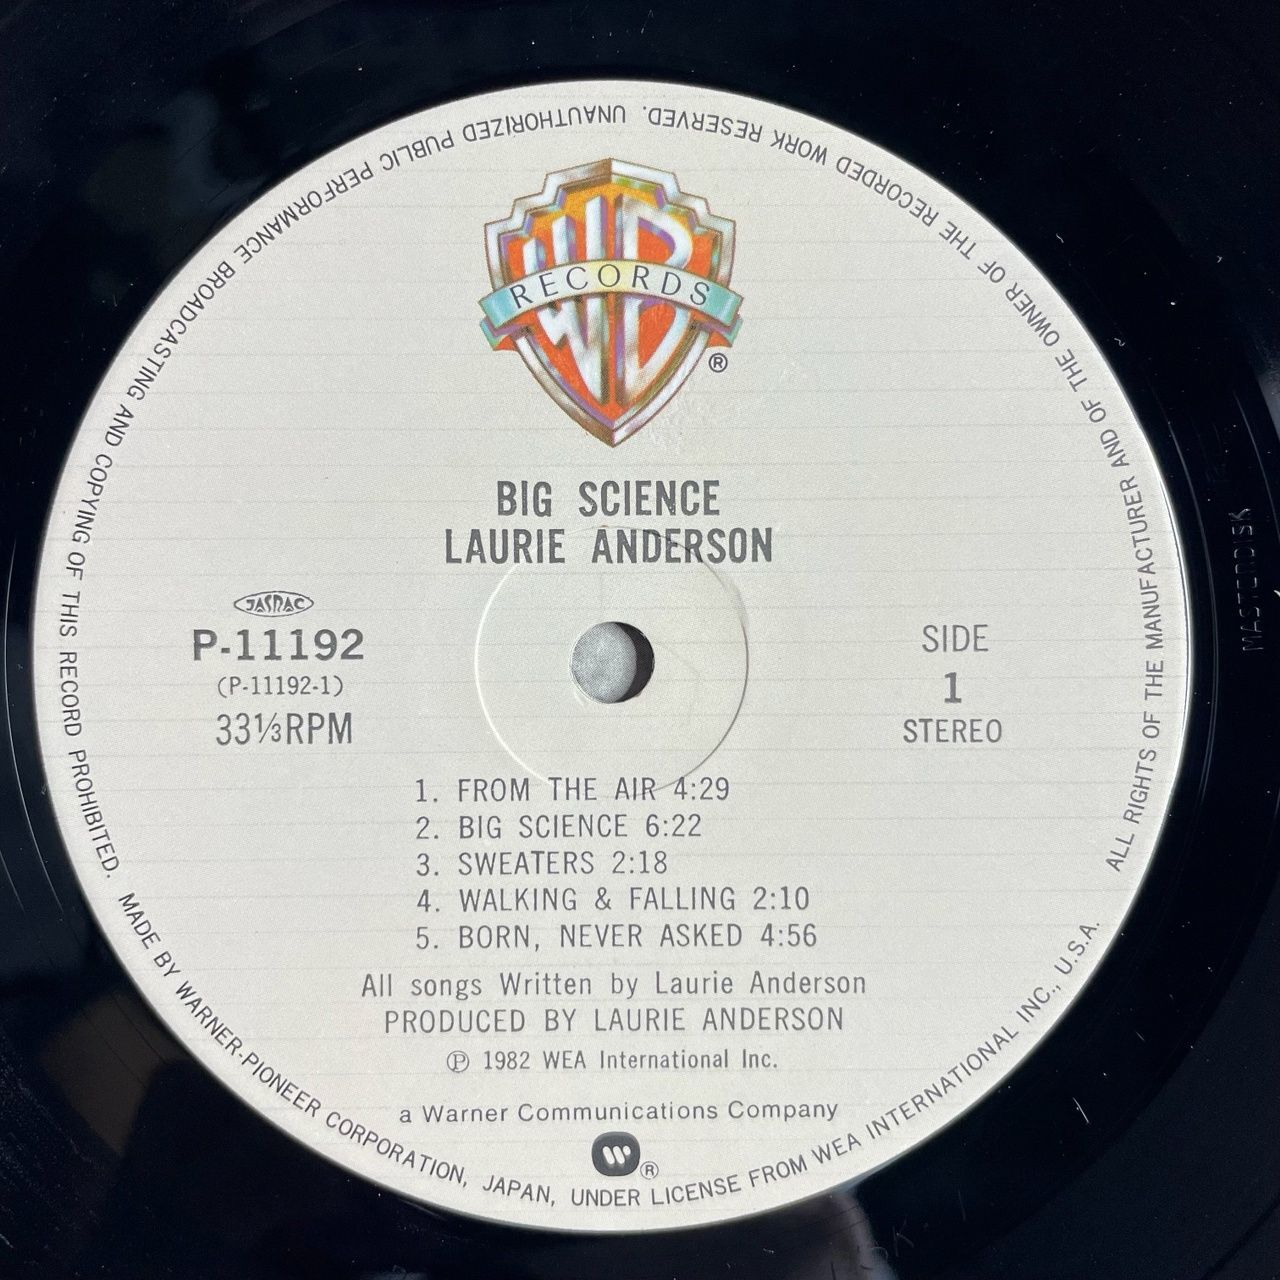 WB
RECORDS
®
BIG SCIENCE
LAURIE ANDERSON
JASRAC
P-11192
(P-11192-1)
33⅓RPM
SIDE
1
STEREO
1. FROM THE AIR 4:29
2. BIG SCIENCE 6:22
3. SWEATERS 2:18
4. WALKING & FALLING 2:10
5. BORN, NEVER ASKED 4:56
All songs Written by Laurie Anderson
PRODUCED BY LAURIE ANDERSON
℗ 1982 WEA International Inc.
a Warner Communications Company
®
MADE BY WARNER-PIONEER CORPORATION, JAPAN, UNDER LICENSE FROM WEA INTERNATIONAL INC., U.S.A.
ALL RIGHTS OF THE MANUFACTURER AND OF THE OWNER OF THE RECORDED WORK RESERVED. UNAUTHORIZED PUBLIC PERFORMANCE BROADCASTING AND COPYING OF THIS RECORD PROHIBITED.
MASTERDISK